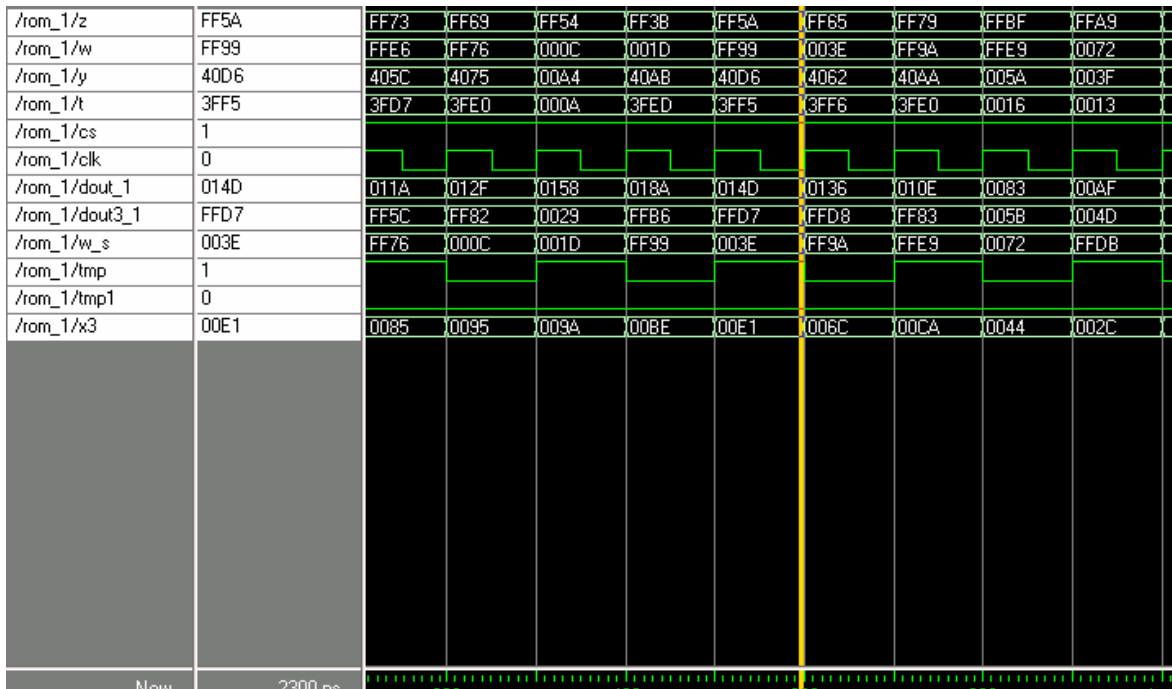 /rom_1/z FF5A FF73 FF69 FF54 FF3B FF5A FF65 FF79 FFBF FFA9
/rom_1/w FF99 FFE6 FF76 000C 001D FF99 003E FF9A FFE9 0072
/rom_1/y 40D6 405C 4075 00A4 40AB 40D6 4062 40AA 005A 003F
/rom_1/t 3FF5 3FD7 3FE0 000A 3FED 3FF5 3FF6 3FE0 0016 0013
/rom_1/cs 1
/rom_1/clk 0
/rom_1/dout_1 014D 011A 012F 0158 018A 014D 0136 010E 0083 00AF
/rom_1/dout3_1 FFD7 FF5C FF82 0029 FFB6 FFD7 FFD8 FF83 005B 004D
/rom_1/w_s 003E FF76 000C 001D FF99 003E FF9A FFE9 0072 FFDB
/rom_1/tmp 1
/rom_1/tmp1 0
/rom_1/x3 00E1 0085 0095 009A 00BE 00E1 006C 00CA 0044 002C
Now 2300 ps